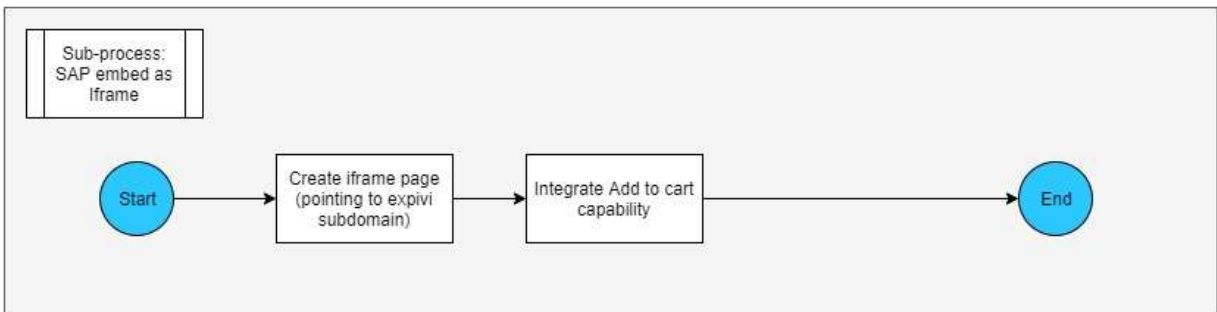 Sub-process:
SAP embed as
Iframe
Start
Create iframe page
(pointing to expivi
subdomain)
Integrate Add to cart
capability
End